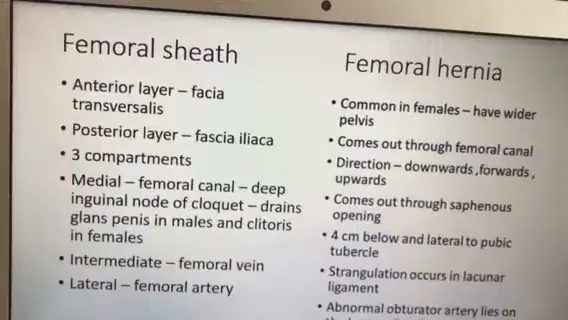 Femoral sheath
• Anterior layer – facia
transversalis
• Posterior layer – fascia iliaca
• 3 compartments
• Medial – femoral canal – deep
inguinal node of cloquet – drains
glans penis in males and clitoris
in females
• Intermediate – femoral vein
• Lateral – femoral artery
Femoral hernia
• Common in females – have wider
pelvis
• Comes out through femoral canal
• Direction – downwards ,forwards ,
upwards
• Comes out through saphenous
opening
• 4 cm below and lateral to pubic
tubercle
• Strangulation occurs in lacunar
ligament
• Abnormal obturator artery lies on